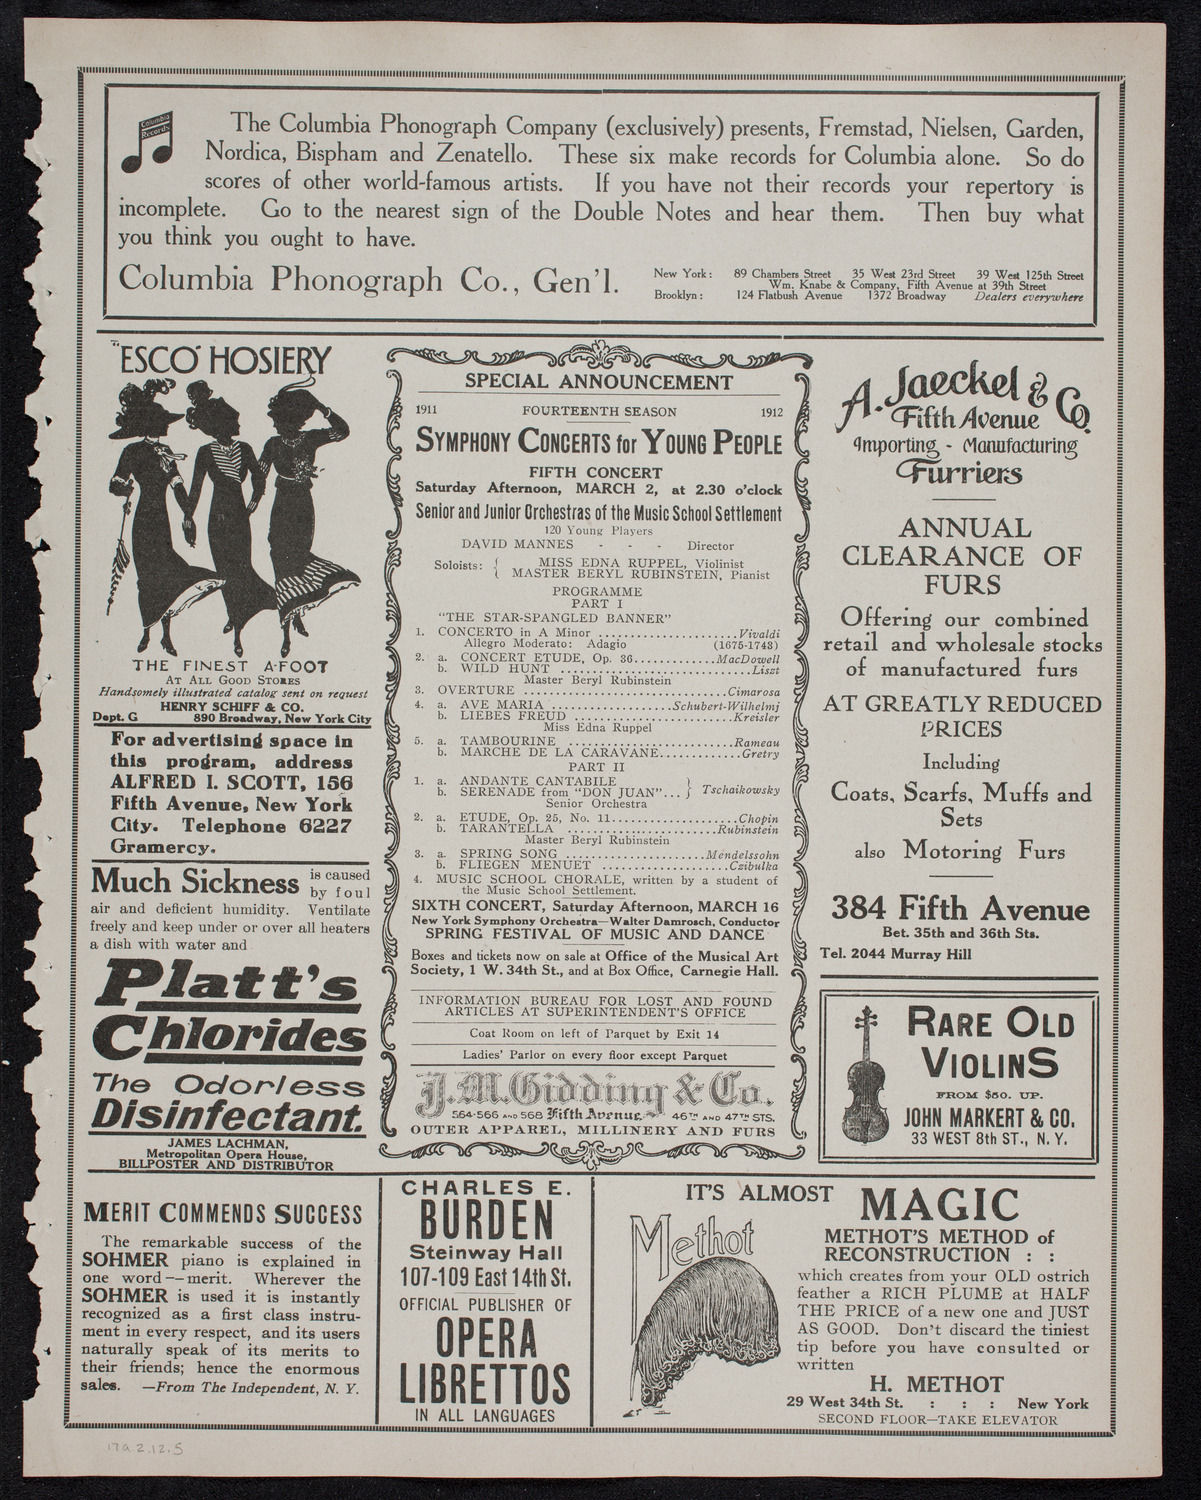 Columbia
Records
The Columbia Phonograph Company (exclusively) presents, Fremstad, Nielsen, Garden,
Nordica, Bispham and Zenatello. These six make records for Columbia alone. So do
scores of other world-famous artists. If you have not their records your repertory is
incomplete. Go to the nearest sign of the Double Notes and hear them. Then buy what
you think you ought to have.
Columbia Phonograph Co., Gen'l.
New York: 89 Chambers Street 35 West 23rd Street 39 West 125th Street
Wm. Knabe & Company, Fifth Avenue at 39th Street
Brooklyn: 124 Flatbush Avenue 1372 Broadway Dealers everywhere
"ESCO" HOSIERY
THE FINEST A-FOOT
AT ALL GOOD STORES
Handsomely illustrated catalog sent on request
HENRY SCHIFF & CO.
Dept. G 890 Broadway, New York City
For advertising space in
this program, address
ALFRED I. SCOTT, 156
Fifth Avenue, New York
City. Telephone 6227
Gramercy.
Much Sickness is caused
by foul
air and deficient humidity. Ventilate
freely and keep under or over all heaters
a dish with water and
Platt's
Chlorides
The Odorless
Disinfectant.
JAMES LACHMAN,
Metropolitan Opera House,
BILLPOSTER AND DISTRIBUTOR
SPECIAL ANNOUNCEMENT
1911 FOURTEENTH SEASON 1912
SYMPHONY CONCERTS for YOUNG PEOPLE
FIFTH CONCERT
Saturday Afternoon, MARCH 2, at 2.30 o'clock
Senior and Junior Orchestras of the Music School Settlement
120 Young Players
DAVID MANNES - - - Director
Soloists: { MISS EDNA RUPPEL, Violinist
{ MASTER BERYL RUBINSTEIN, Pianist
PROGRAMME
PART I
"THE STAR-SPANGLED BANNER"
1. CONCERTO in A Minor ......................Vivaldi
Allegro Moderato: Adagio (1675-1743)
2. a. CONCERT ETUDE, Op. 36............MacDowell
b. WILD HUNT .............................Liszt
Master Beryl Rubinstein
3. OVERTURE ................................Cimarosa
4. a. AVE MARIA ..................Schubert-Wilhelmj
b. LIEBES FREUD .........................Kreisler
Miss Edna Ruppel
5. a. TAMBOURINE ..........................Rameau
b. MARCHE DE LA CARAVANE............Gretry
PART II
1. a. ANDANTE CANTABILE }
b. SERENADE from "DON JUAN"... } Tschaikowsky
Senior Orchestra
2. a. ETUDE, Op. 25, No. 11....................Chopin
b. TARANTELLA ........................Rubinstein
Master Beryl Rubinstein
3. a. SPRING SONG .......................Mendelssohn
b. FLIEGEN MENUET .....................Czibulka
4. MUSIC SCHOOL CHORALE, written by a student of
the Music School Settlement.
SIXTH CONCERT, Saturday Afternoon, MARCH 16
New York Symphony Orchestra—Walter Damrosch, Conductor
SPRING FESTIVAL OF MUSIC AND DANCE
Boxes and tickets now on sale at Office of the Musical Art
Society, 1 W. 34th St., and at Box Office, Carnegie Hall.
INFORMATION BUREAU FOR LOST AND FOUND
ARTICLES AT SUPERINTENDENT'S OFFICE
Coat Room on left of Parquet by Exit 14
Ladies' Parlor on every floor except Parquet
J.M. Gidding & Co.
564-566 AND 568 Fifth Avenue 46TH AND 47TH STS.
OUTER APPAREL, MILLINERY AND FURS
A. Jaeckel & Co.
Fifth Avenue
Importing - Manufacturing
Furriers
ANNUAL
CLEARANCE OF
FURS
Offering our combined
retail and wholesale stocks
of manufactured furs
AT GREATLY REDUCED
PRICES
Including
Coats, Scarfs, Muffs and
Sets
also Motoring Furs
384 Fifth Avenue
Bet. 35th and 36th Sts.
Tel. 2044 Murray Hill
RARE OLD
VIOLINS
FROM $50. UP.
JOHN MARKERT & CO.
33 WEST 8th ST., N. Y.
MERIT COMMENDS SUCCESS
The remarkable success of the
SOHMER piano is explained in
one word—merit. Wherever the
SOHMER is used it is instantly
recognized as a first class instru-
ment in every respect, and its users
naturally speak of its merits to
their friends; hence the enormous
sales. —From The Independent, N. Y.
CHARLES E.
BURDEN
Steinway Hall
107-109 East 14th St.
OFFICIAL PUBLISHER OF
OPERA
LIBRETTOS
IN ALL LANGUAGES
IT'S ALMOST MAGIC
Methot
METHOT'S METHOD of
RECONSTRUCTION : :
which creates from your OLD ostrich
feather a RICH PLUME at HALF
THE PRICE of a new one and JUST
AS GOOD. Don't discard the tiniest
tip before you have consulted or
written
H. METHOT
29 West 34th St. : : : New York
SECOND FLOOR—TAKE ELEVATOR
17a 2.12.5